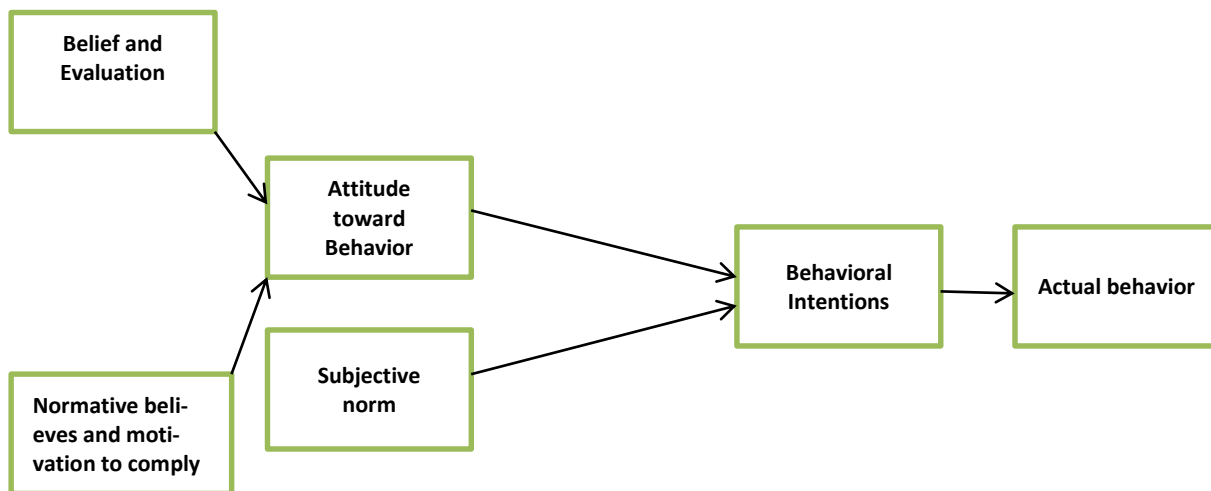 Belief and
Evaluation
Attitude
toward
Behavior
Behavioral
Intentions
Actual behavior
Subjective
norm
Normative beli-
eves and moti-
vation to comply